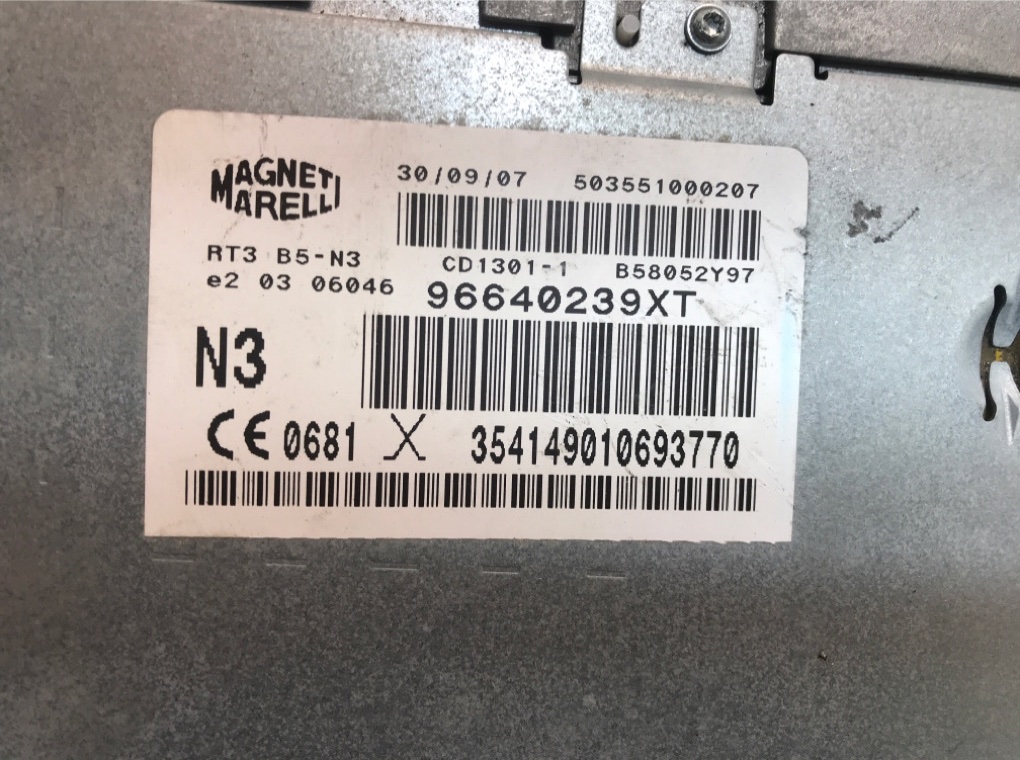 MAGNETI
MARELLI
30/09/07 503551000207
RT3 B5-N3 CD1301-1 B58052Y97
e2 03 06046 96640239XT
N3
CE 0681 X 354149010693770